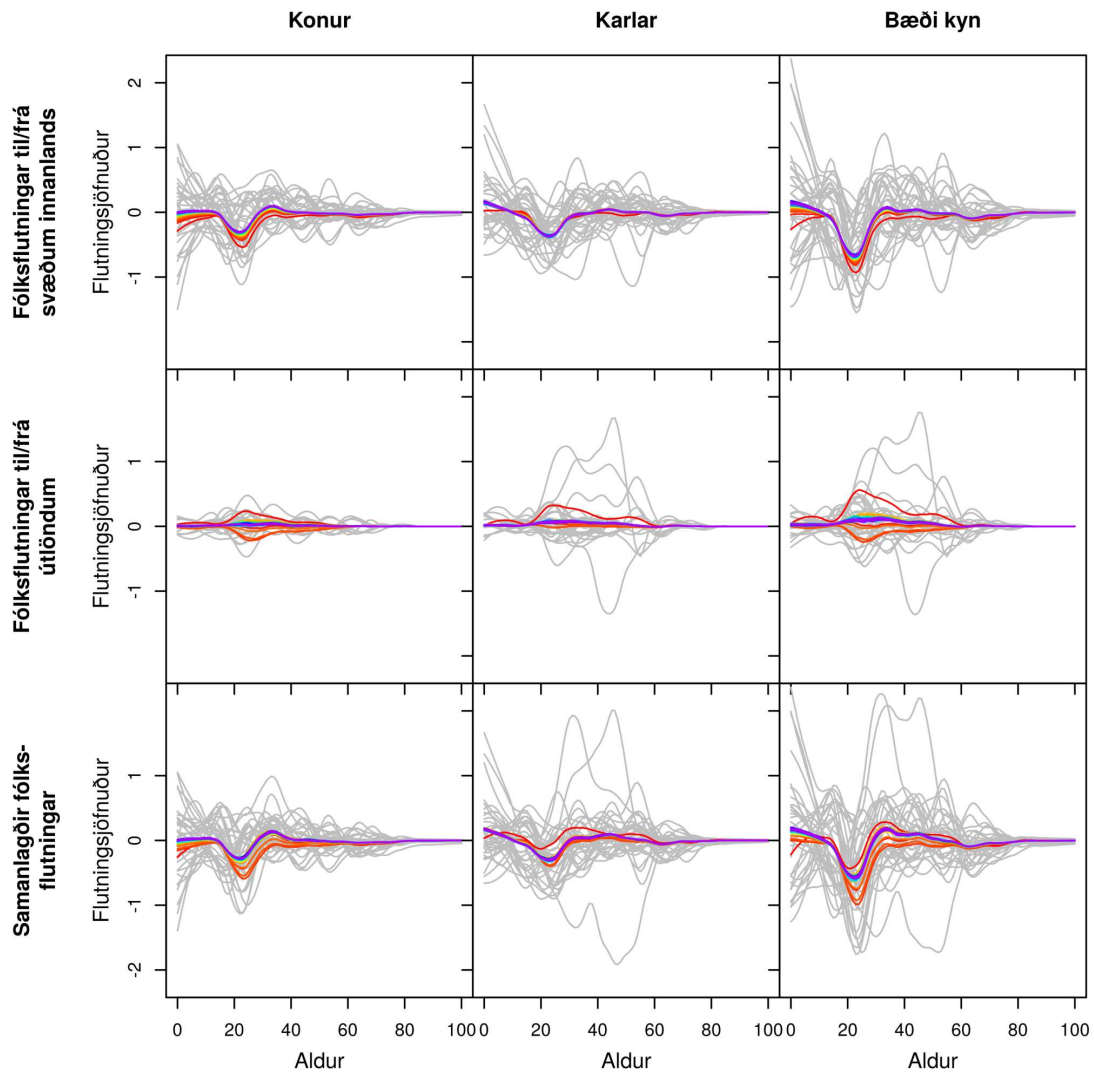 Konur Karlar Bæði kyn
Fólksflutningar til/frá
svæðum innanlands
Flutningsjöfnuður
2
1
0
-1
Fólksflutningar til/frá
útlöndum
Flutningsjöfnuður
1
0
-1
Samanlagðir fólks-
flutningar
Flutningsjöfnuður
1
0
-1
-2
0 20 40 60 80 100 0 20 40 60 80 100 0 20 40 60 80 100
Aldur Aldur Aldur